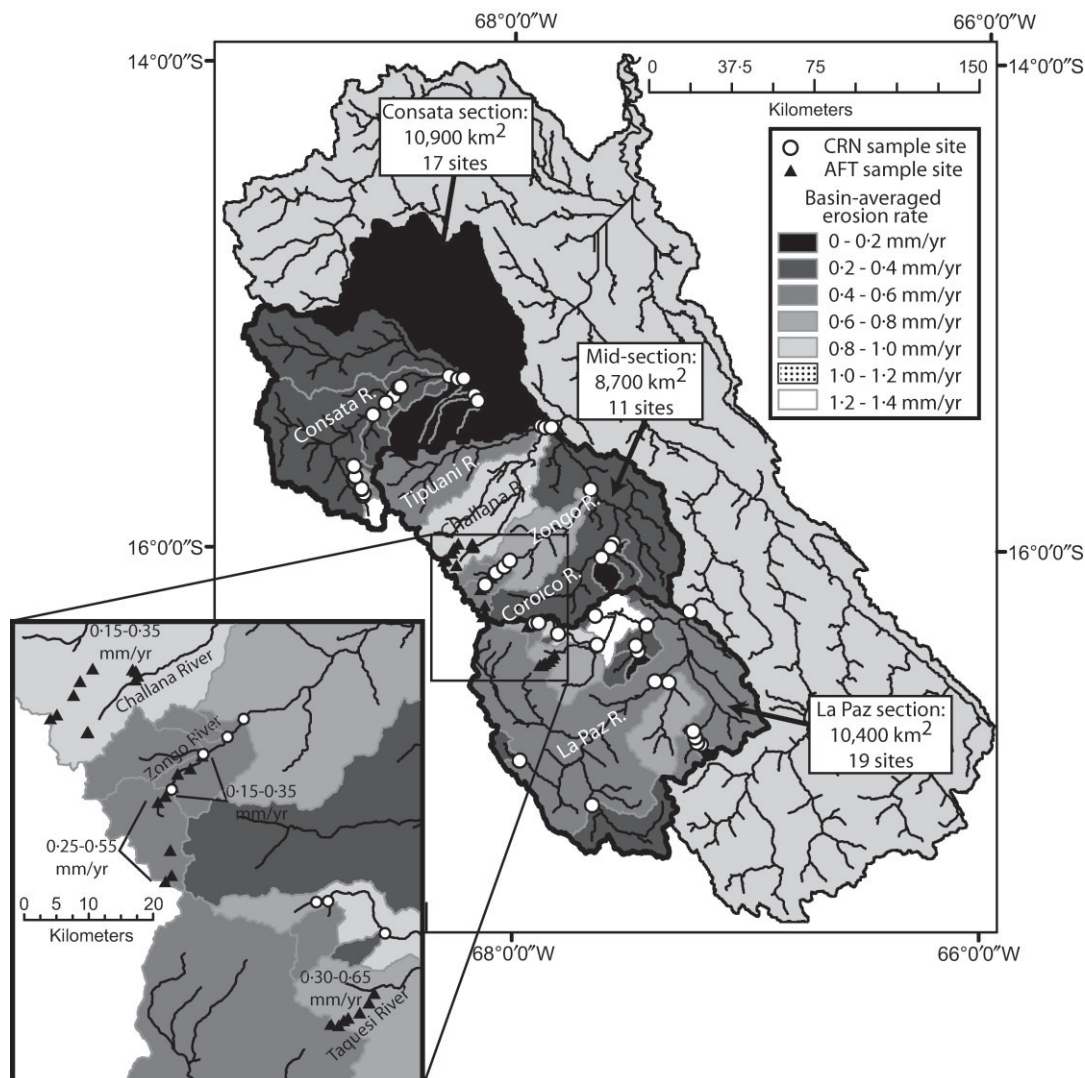 68°0′0″W
66°0′0″W
14°0′0″S
14°0′0″S
0 37·5 75 150
Kilometers
Consata section:
10,900 km2
17 sites
CRN sample site
AFT sample site
Basin-averaged
erosion rate
0 - 0·2 mm/yr
0·2 - 0·4 mm/yr
0·4 - 0·6 mm/yr
0·6 - 0·8 mm/yr
0·8 - 1·0 mm/yr
1·0 - 1·2 mm/yr
1·2 - 1·4 mm/yr
Mid-section:
8,700 km2
11 sites
Consata R.
Tipuani R.
Challana R.
Zongo R.
Coroico R.
16°0′0″S
16°0′0″S
La Paz R.
La Paz section:
10,400 km2
19 sites
0·15-0·35
mm/yr
Challana River
Zongo River
0·15-0·35
mm/yr
0·25-0·55
mm/yr
0 5 10 20
Kilometers
0·30-0·65
mm/yr
Taquesi River
68°0′0″W
66°0′0″W